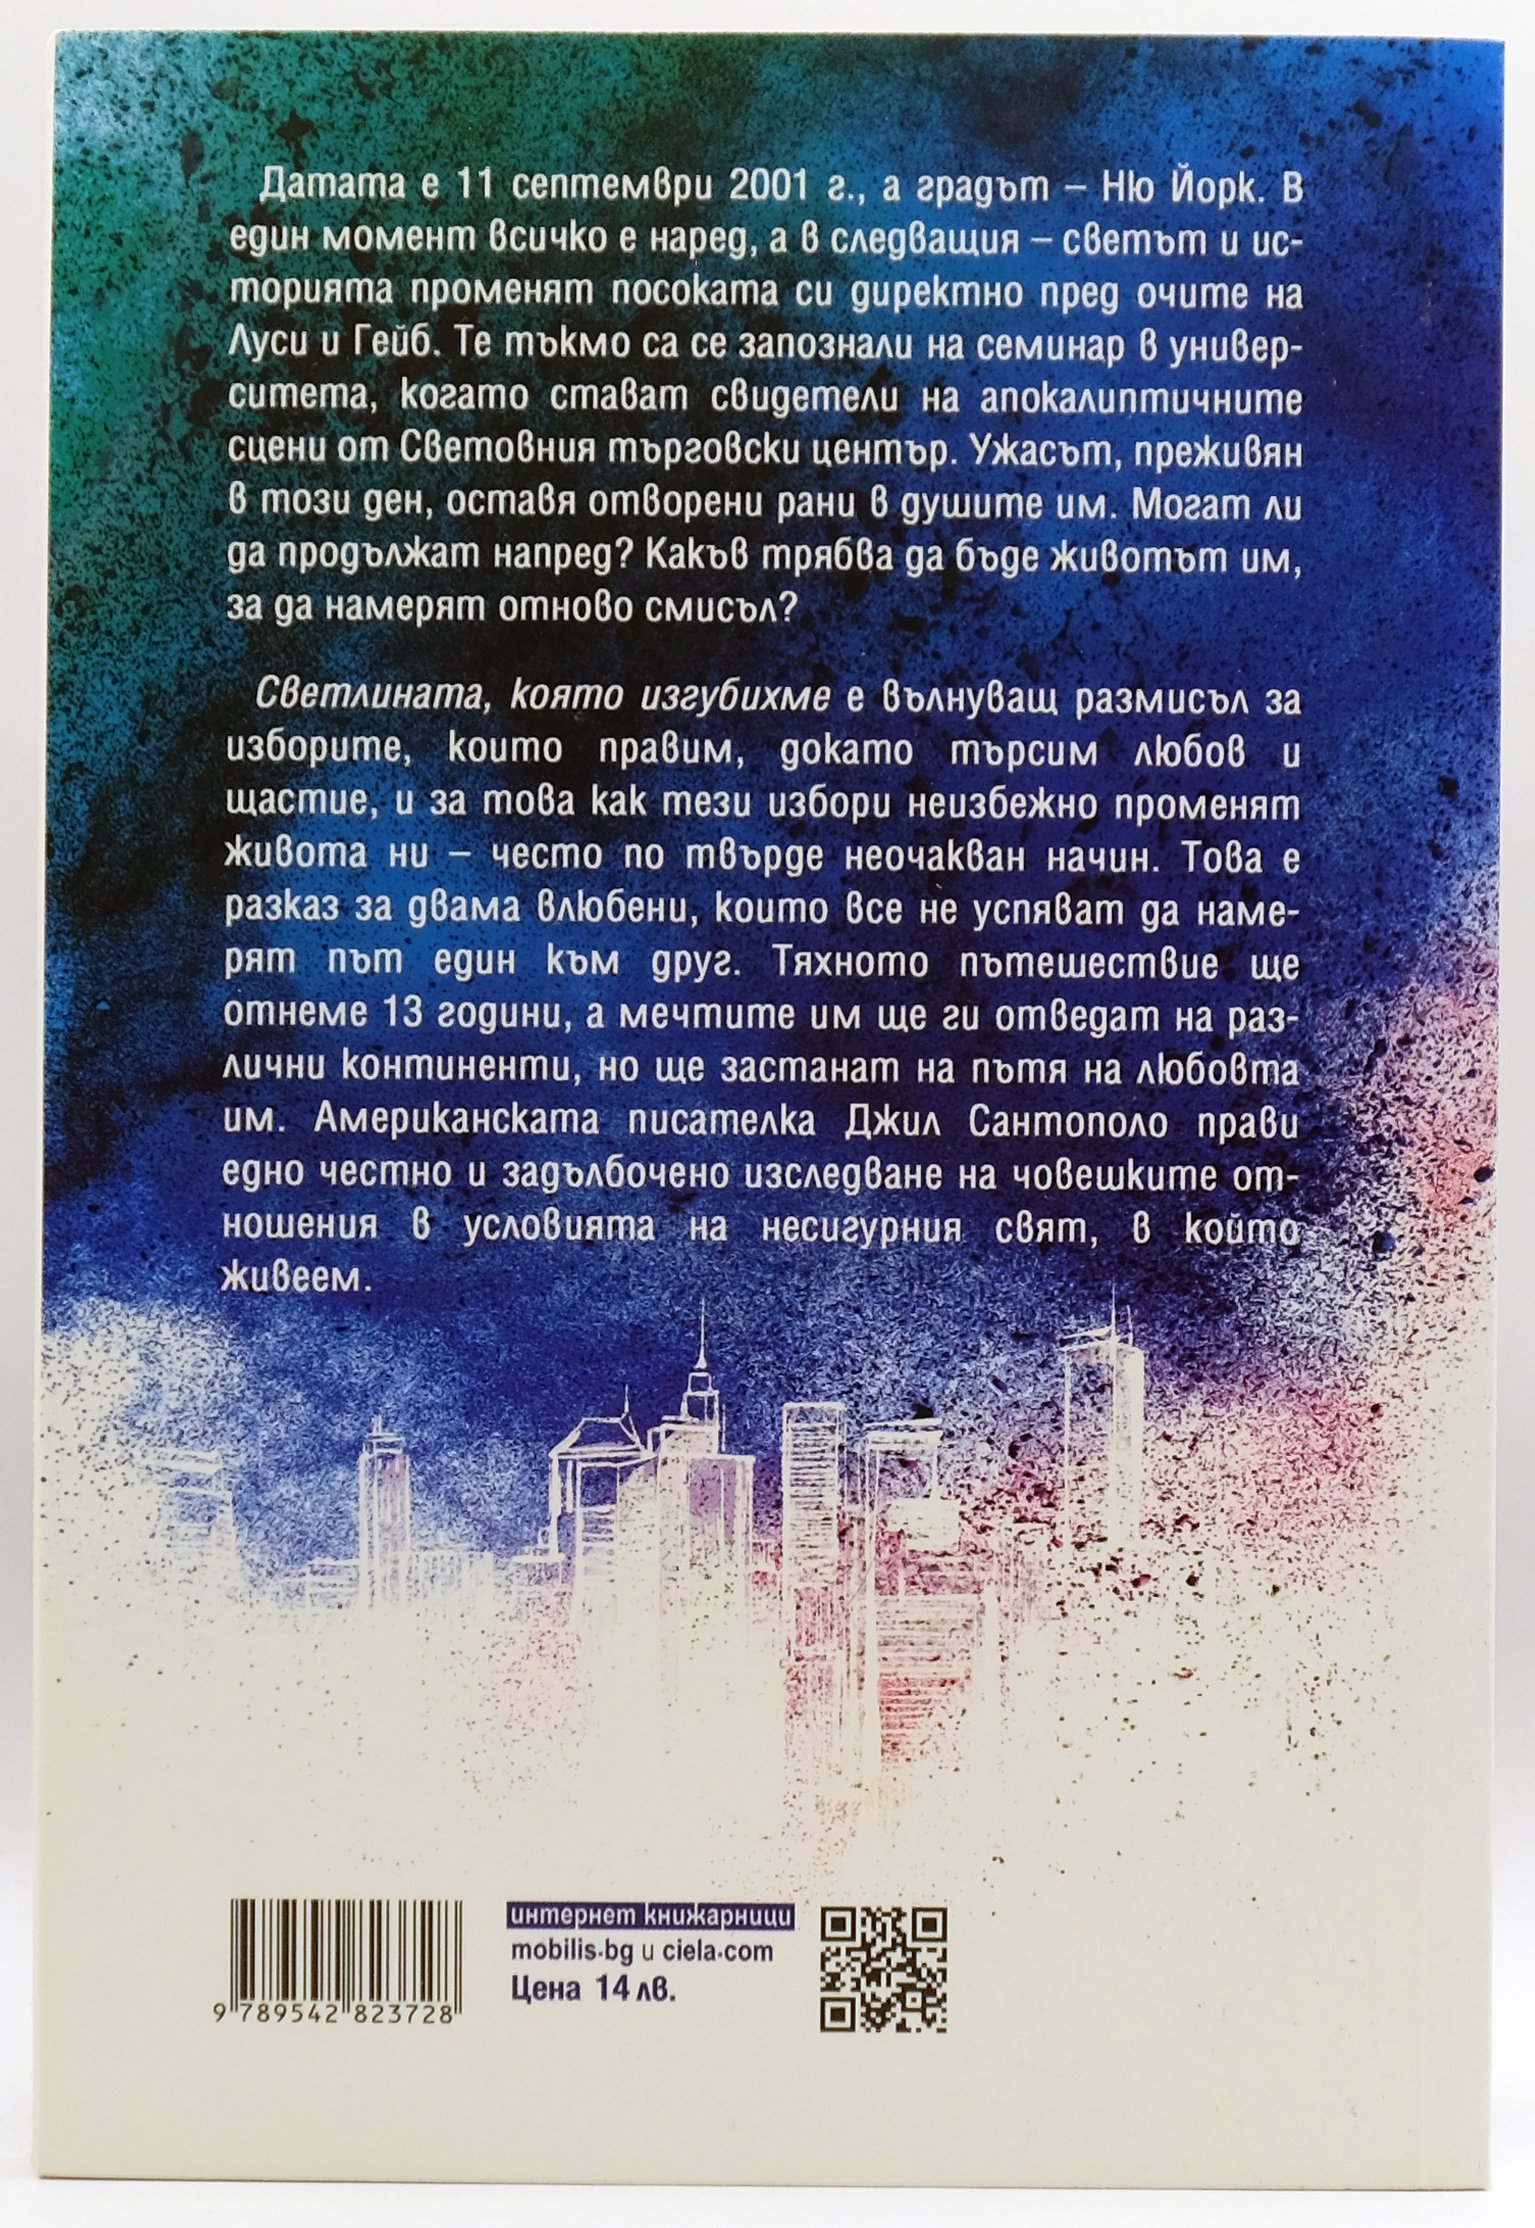 Датата е 11 септември 2001 г., а градът – Ню Йорк. В
един момент всичко е наред, а в следващия – светът и ис-
торията променят посоката си директно пред очите на
Луси и Гейб. Те тъкмо са се запознали на семинар в универ-
ситета, когато стават свидетели на апокалиптичните
сцени от Световния търговски център. Ужасът, преживян
в този ден, оставя отворени рани в душите им. Могат ли
да продължат напред? Какъв трябва да бъде животът им,
за да намерят отново смисъл?
Светлината, която изгубихме е вълнуващ размисъл за
изборите, които правим, докато търсим любов и
щастие, и за това как тези избори неизбежно променят
живота ни – често по твърде неочакван начин. Това е
разказ за двама влюбени, които все не успяват да наме-
рят път един към друг. Тяхното пътешествие ще
отнеме 13 години, а мечтите им ще ги отведат на раз-
лични континенти, но ще застанат на пътя на любовта
им. Американската писателка Джил Сантополо прави
едно честно и задълбочено изследване на човешките от-
ношения в условията на несигурния свят, в който
живеем.
интернет книжарници
mobilis.bg и ciela.com
Цена 14 лв.
9 789542 823728